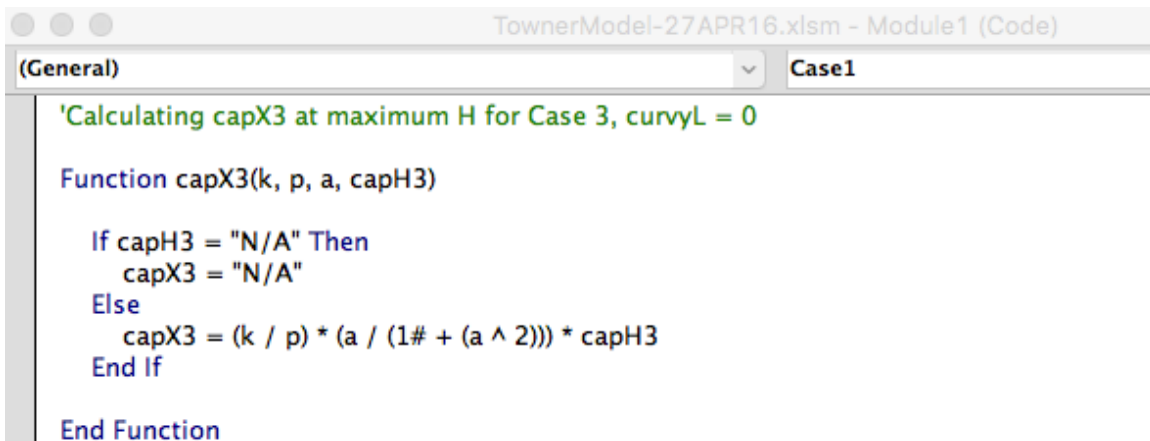 TownerModel-27APR16.xlsm - Module1 (Code)
(General) Case1
'Calculating capX3 at maximum H for Case 3, curvyL = 0
Function capX3(k, p, a, capH3)
If capH3 = "N/A" Then
capX3 = "N/A"
Else
capX3 = (k / p) * (a / (1# + (a ^ 2))) * capH3
End If
End Function